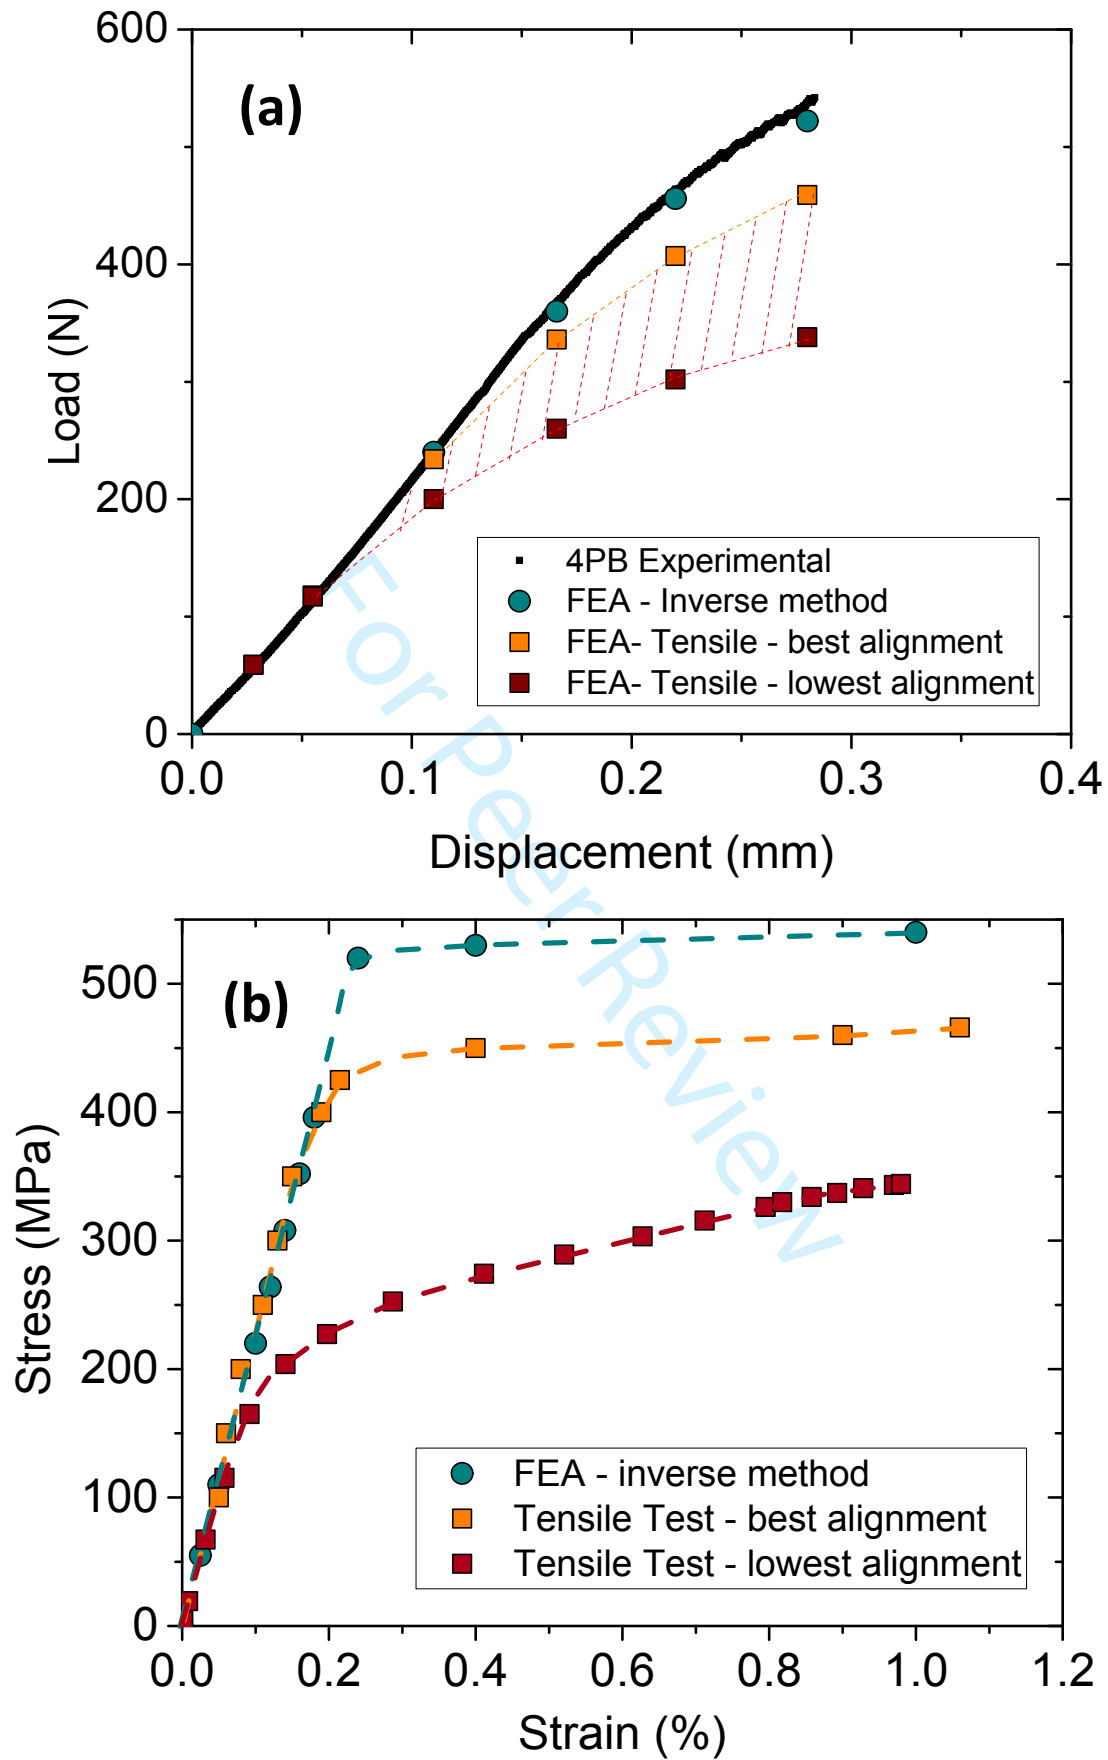 600
(a)
400
Load (N)
200
4PB Experimental
FEA - Inverse method
FEA- Tensile - best alignment
FEA- Tensile - lowest alignment
0
0.0 0.1 0.2 0.3 0.4
Displacement (mm)
For Peer Review
500
(b)
400
Stress (MPa)
300
200
100
FEA - inverse method
Tensile Test - best alignment
Tensile Test - lowest alignment
0
0.0 0.2 0.4 0.6 0.8 1.0 1.2
Strain (%)